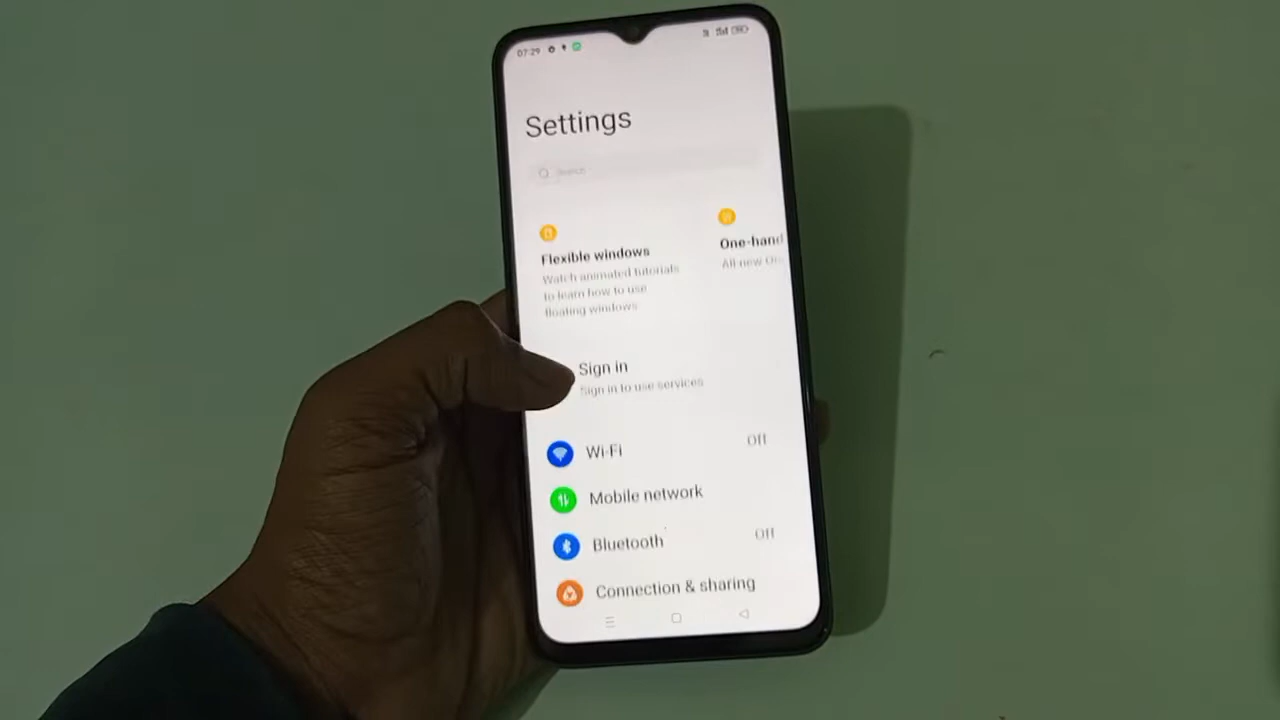 07:29
Settings
Search
Flexible windows
Watch animated tutorials
to learn how to use
floating windows
One-hand
All-new On
Sign in
Sign in to use services
Wi-Fi
Off
Mobile network
Bluetooth
Off
Connection & sharing